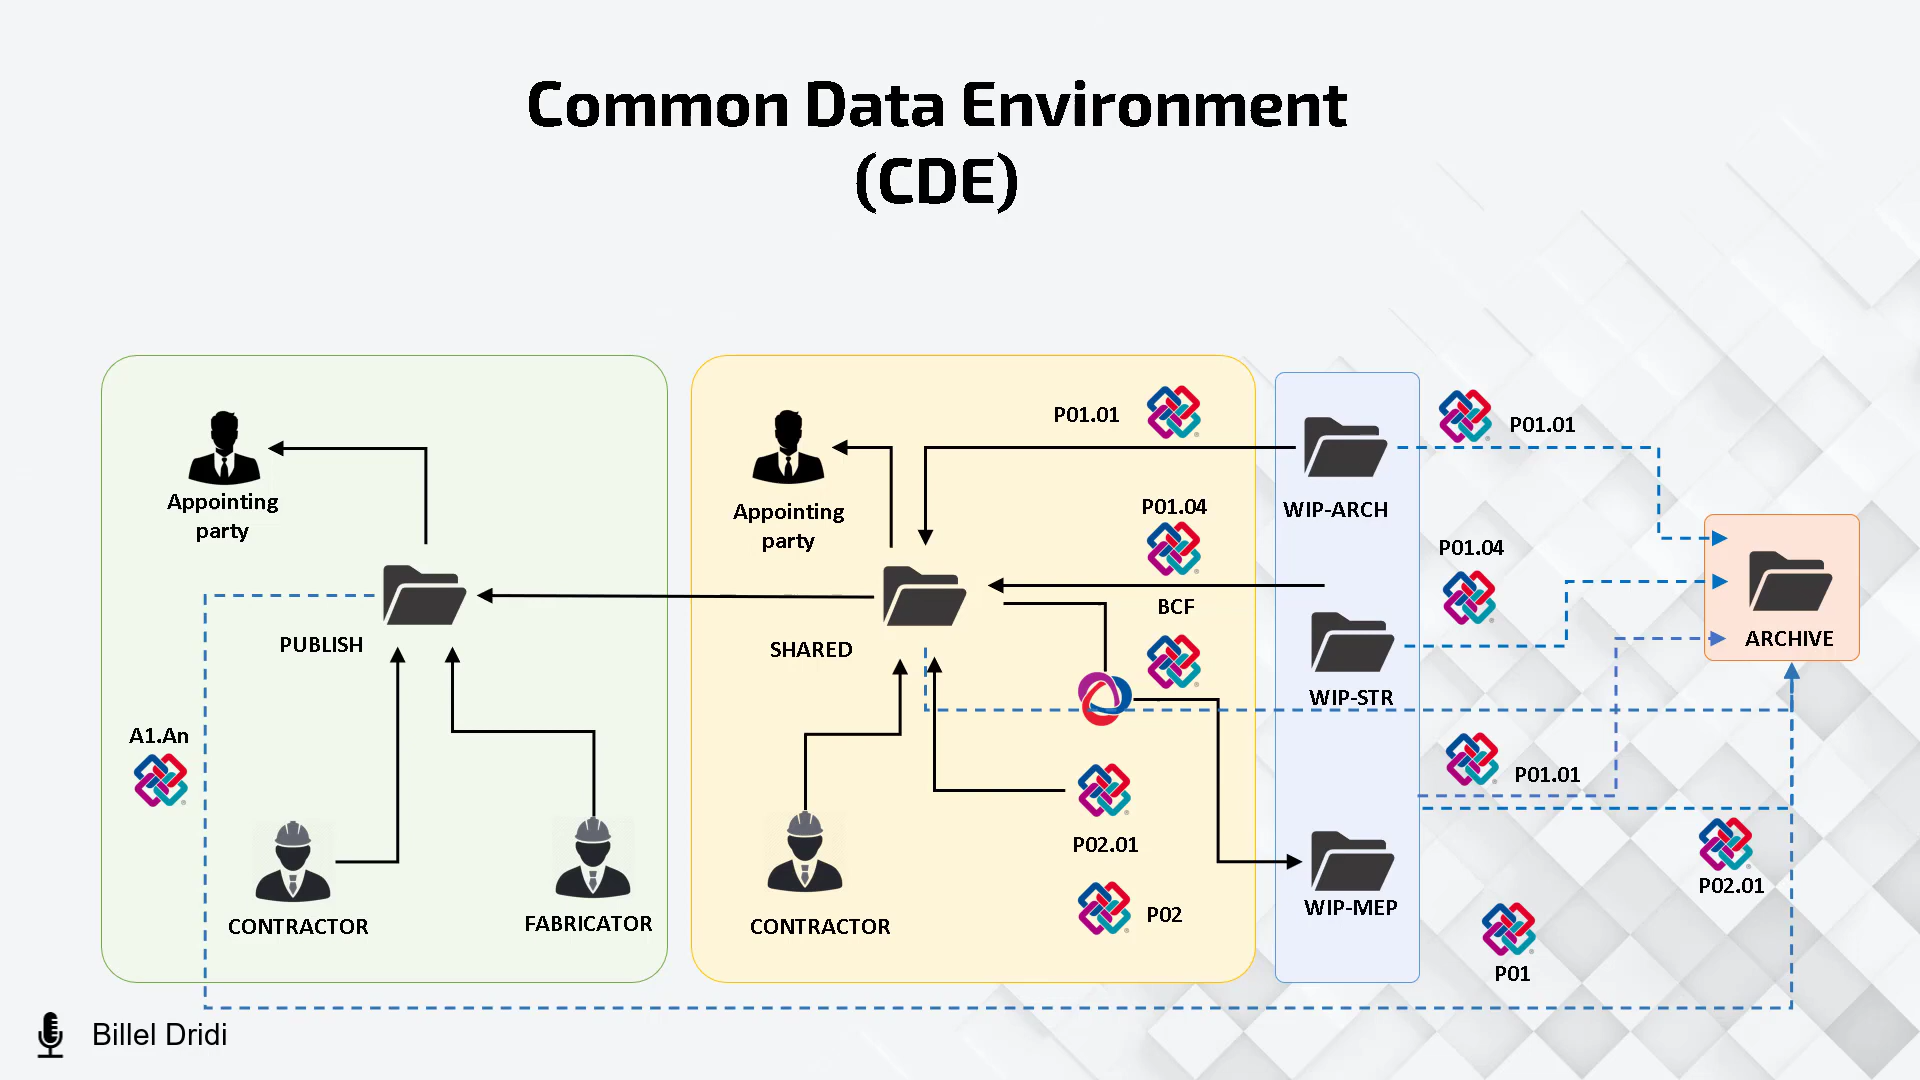 Common Data Environment
(CDE)
Appointing
party
PUBLISH
A1.An
CONTRACTOR
FABRICATOR
Appointing
party
SHARED
CONTRACTOR
P01.01
P01.04
BCF
P02.01
P02
WIP-ARCH
WIP-STR
WIP-MEP
P01.01
P01.04
P01.01
P02.01
P01
ARCHIVE
Billel Dridi